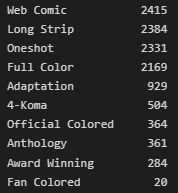 Web Comic 2415
Long Strip 2384
Oneshot 2331
Full Color 2169
Adaptation 929
4-Koma 504
Official Colored 364
Anthology 361
Award Winning 284
Fan Colored 20